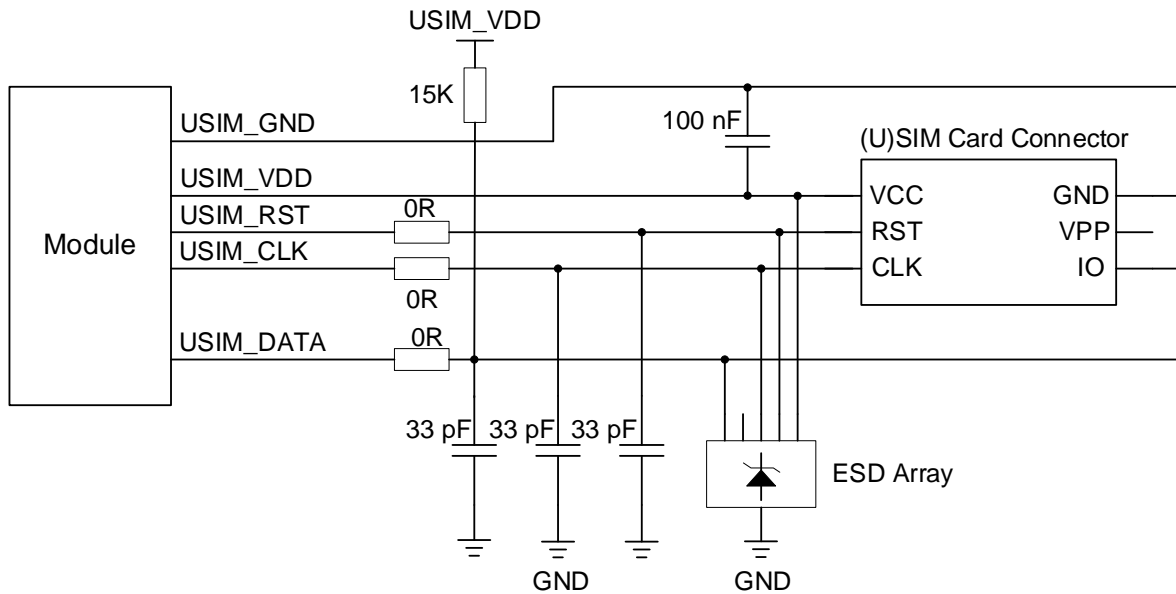 USIM_VDD
15K
USIM_GND
100 nF
(U)SIM Card Connector
USIM_VDD
VCC
GND
USIM_RST
0R
RST
VPP
Module
USIM_CLK
CLK
IO
0R
0R
USIM_DATA
33 pF
33 pF
33 pF
ESD Array
GND
GND